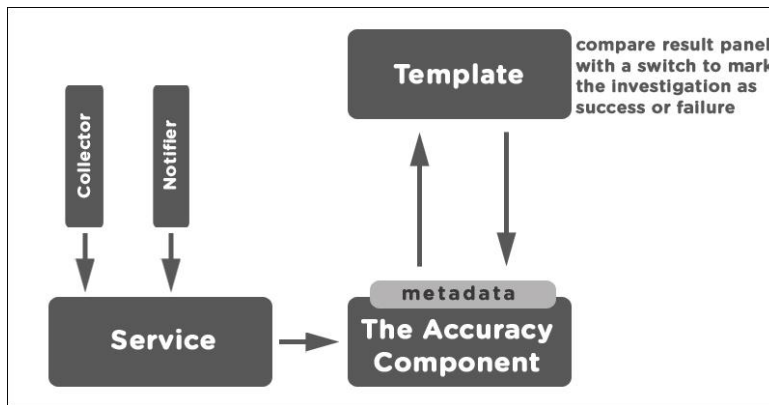 Template
compare result panel
with a switch to mark
the investigation as
success or failure
Collector
Notifier
metadata
Service
The Accuracy
Component